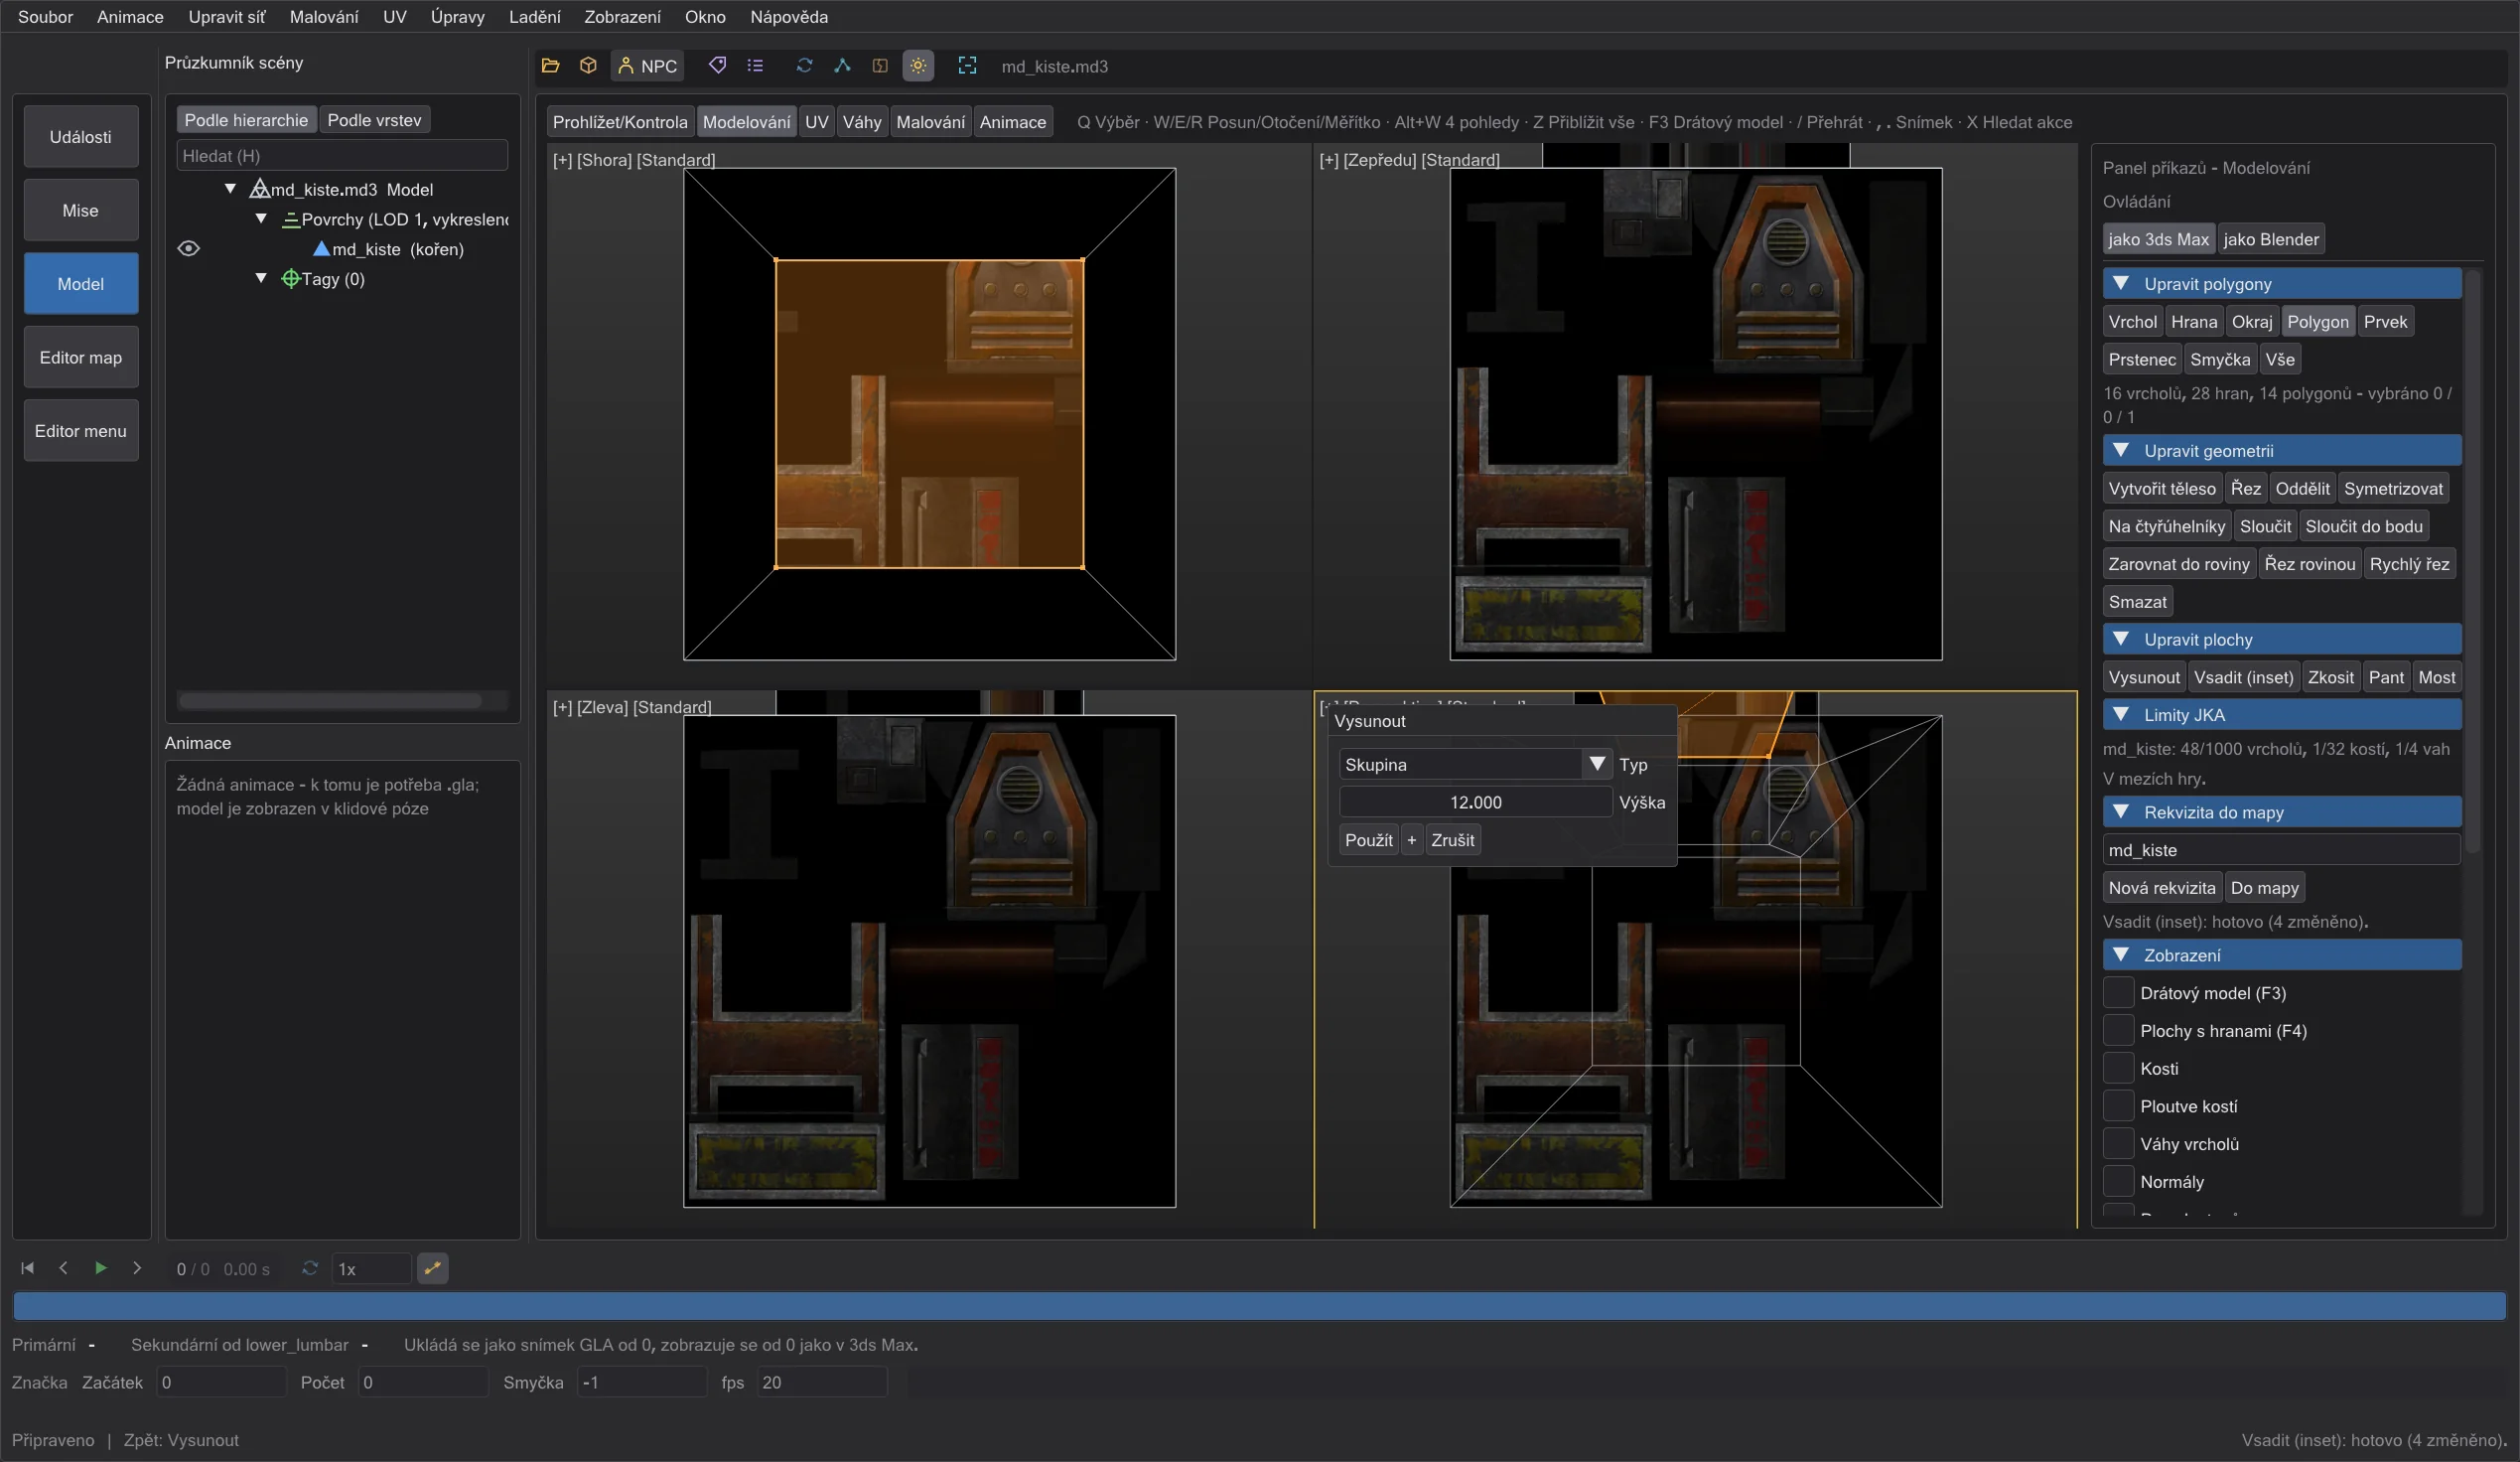 Soubor Animace Upravit síť Malování UV Úpravy Ladění Zobrazení Okno Nápověda
Průzkumník scény
NPC md_kiste.md3
Události
Mise
Model
Editor map
Editor menu
Podle hierarchie Podle vrstev
Hledat (H)
md_kiste.md3 Model
Povrchy (LOD 1, vykreslenc
md_kiste (kořen)
Tagy (0)
Animace
Žádná animace - k tomu je potřeba .gla;
model je zobrazen v klidové póze
Prohlížet/Kontrola Modelování UV Váhy Malování Animace Q Výběr · W/E/R Posun/Otočení/Měřítko · Alt+W 4 pohledy · Z Přiblížit vše · F3 Drátový model · / Přehrát · , . Snímek · X Hledat akce
[+] [Shora] [Standard]
[+] [Zepředu] [Standard]
[+] [Zleva] [Standard]
Vysunout
Skupina Typ
12.000 Výška
Použít + Zrušit
Panel příkazů - Modelování
Ovládání
jako 3ds Max jako Blender
Upravit polygony
Vrchol Hrana Okraj Polygon Prvek
Prstenec Smyčka Vše
16 vrcholů, 28 hran, 14 polygonů - vybráno 0 /
0 / 1
Upravit geometrii
Vytvořit těleso Řez Oddělit Symetrizovat
Na čtyřúhelníky Sloučit Sloučit do bodu
Zarovnat do roviny Řez rovinou Rychlý řez
Smazat
Upravit plochy
Vysunout Vsadit (inset) Zkosit Pant Most
Limity JKA
md_kiste: 48/1000 vrcholů, 1/32 kostí, 1/4 vah
V mezích hry.
Rekvizita do mapy
md_kiste
Nová rekvizita Do mapy
Vsadit (inset): hotovo (4 změněno).
Zobrazení
Drátový model (F3)
Plochy s hranami (F4)
Kosti
Ploutve kostí
Váhy vrcholů
Normály
0 / 0 0.00 s 1x
Primární - Sekundární od lower_lumbar - Ukládá se jako snímek GLA od 0, zobrazuje se od 0 jako v 3ds Max.
Značka Začátek 0 Počet 0 Smyčka -1 fps 20
Připraveno | Zpět: Vysunout
Vsadit (inset): hotovo (4 změněno).